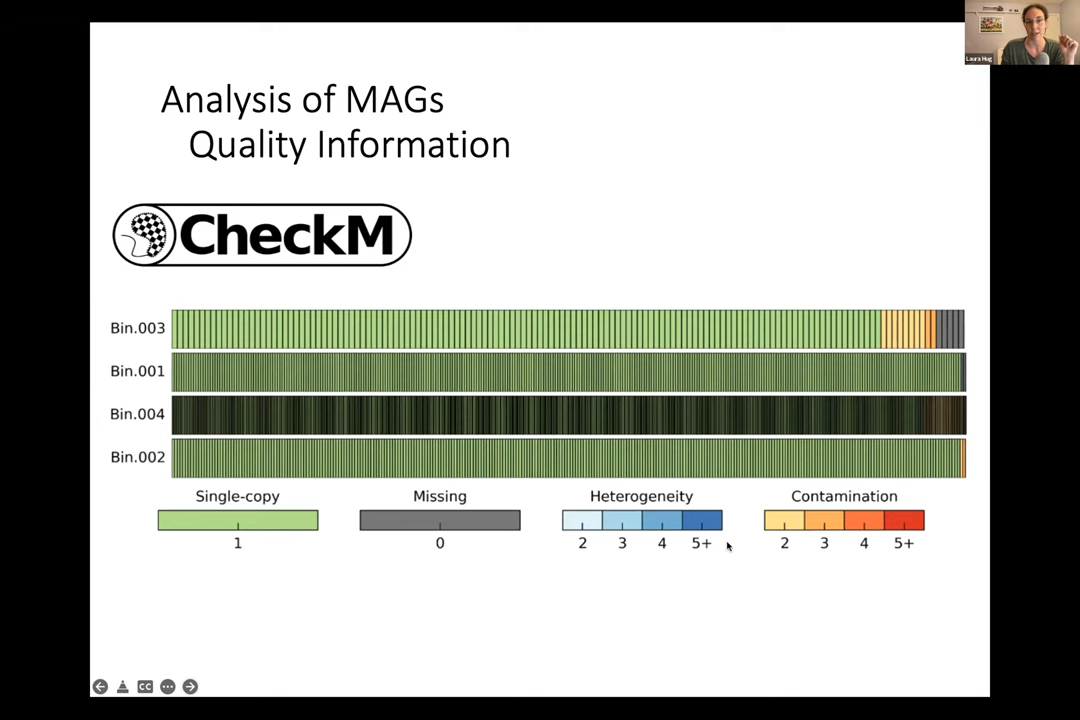 Laura Hug
Analysis of MAGs
Quality Information
CheckM
Bin.003
Bin.001
Bin.004
Bin.002
Single-copy
Missing
Heterogeneity
Contamination
1
0
2 3 4 5+
2 3 4 5+
CC